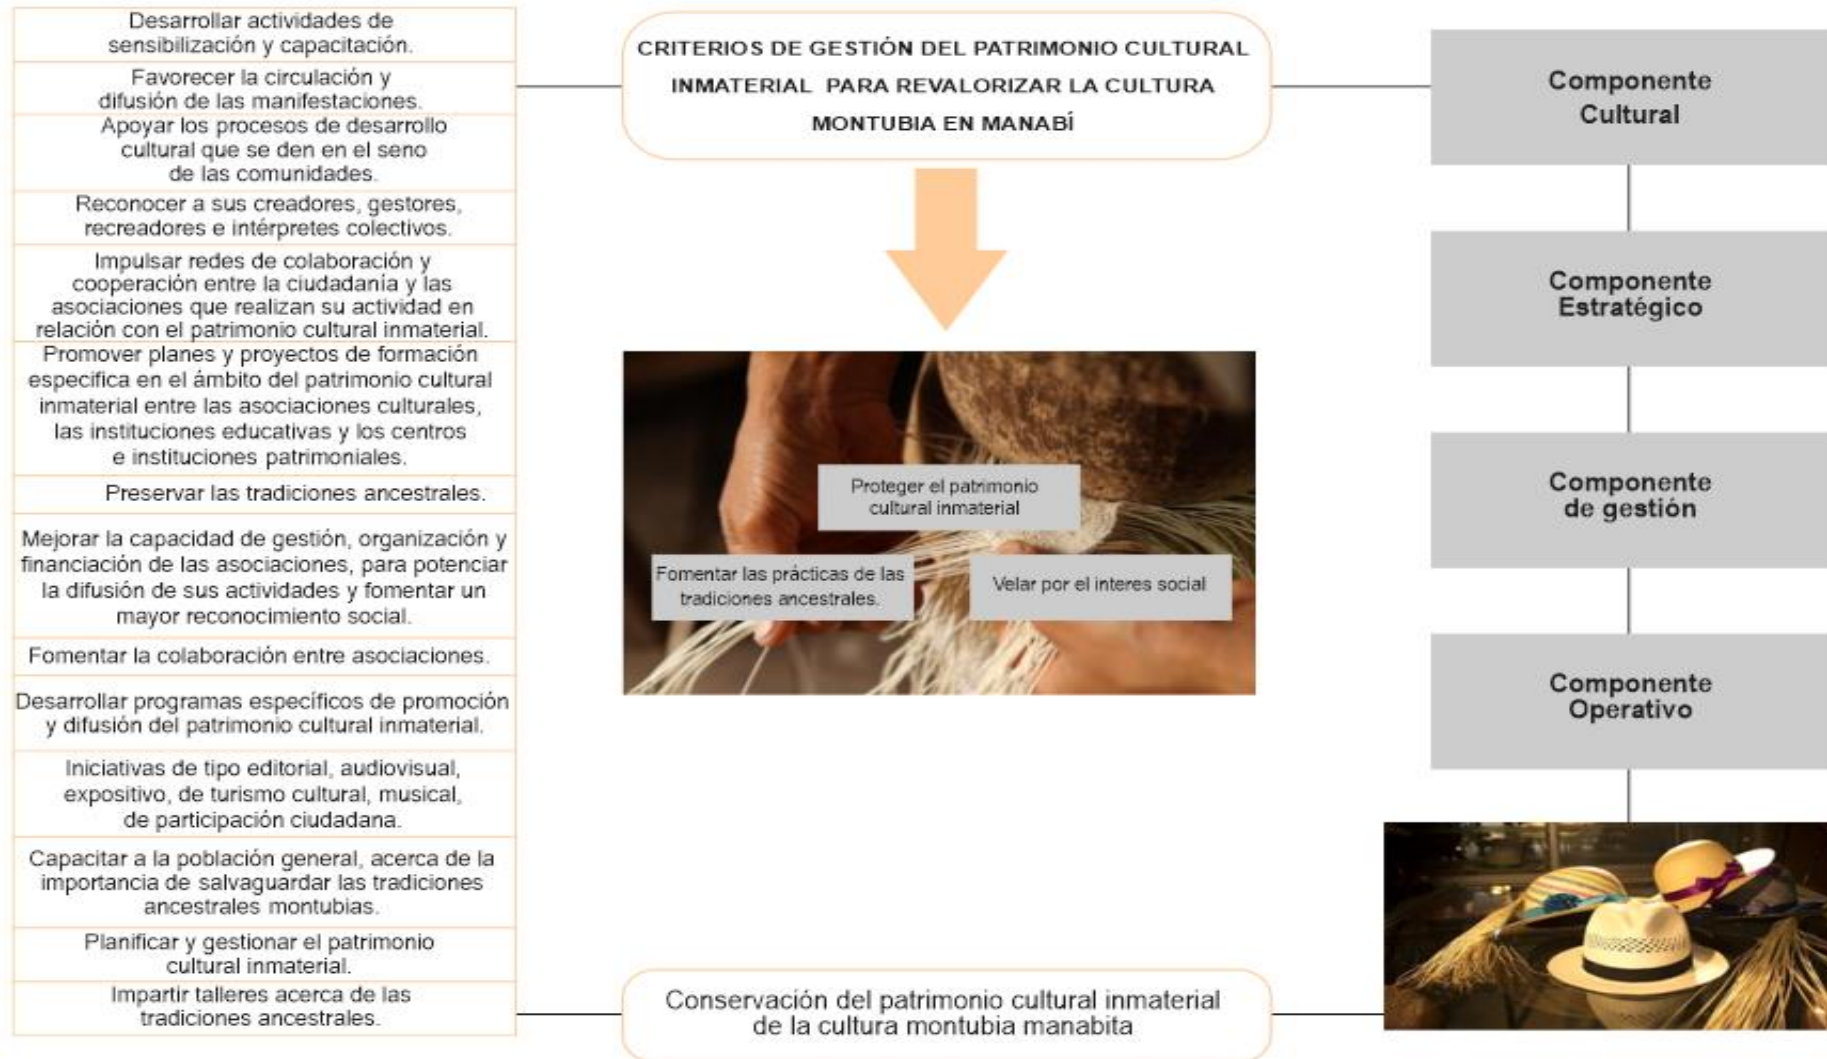 Desarrollar actividades de
sensibilización y capacitación.
Favorecer la circulación y
difusión de las manifestaciones.
Apoyar los procesos de desarrollo
cultural que se den en el seno
de las comunidades.
Reconocer a sus creadores, gestores,
recreadores e intérpretes colectivos.
Impulsar redes de colaboración y
cooperación entre la ciudadanía y las
asociaciones que realizan su actividad en
relación con el patrimonio cultural inmaterial.
Promover planes y proyectos de formación
especifica en el ámbito del patrimonio cultural
inmaterial entre las asociaciones culturales,
las instituciones educativas y los centros
e instituciones patrimoniales.
Preservar las tradiciones ancestrales.
Mejorar la capacidad de gestión, organización y
financiación de las asociaciones, para potenciar
la difusión de sus actividades y fomentar un
mayor reconocimiento social.
Fomentar la colaboración entre asociaciones.
Desarrollar programas específicos de promoción
y difusión del patrimonio cultural inmaterial.
Iniciativas de tipo editorial, audiovisual,
expositivo, de turismo cultural, musical,
de participación ciudadana.
Capacitar a la población general, acerca de la
importancia de salvaguardar las tradiciones
ancestrales montubias.
Planificar y gestionar el patrimonio
cultural inmaterial.
Impartir talleres acerca de las
tradiciones ancestrales.
CRITERIOS DE GESTIÓN DEL PATRIMONIO CULTURAL
INMATERIAL PARA REVALORIZAR LA CULTURA
MONTUBIA EN MANABÍ
Proteger el patrimonio
cultural inmaterial
Fomentar las prácticas de las
tradiciones ancestrales.
Velar por el interes social
Conservación del patrimonio cultural inmaterial
de la cultura montubia manabita
Componente
Cultural
Componente
Estratégico
Componente
de gestión
Componente
Operativo